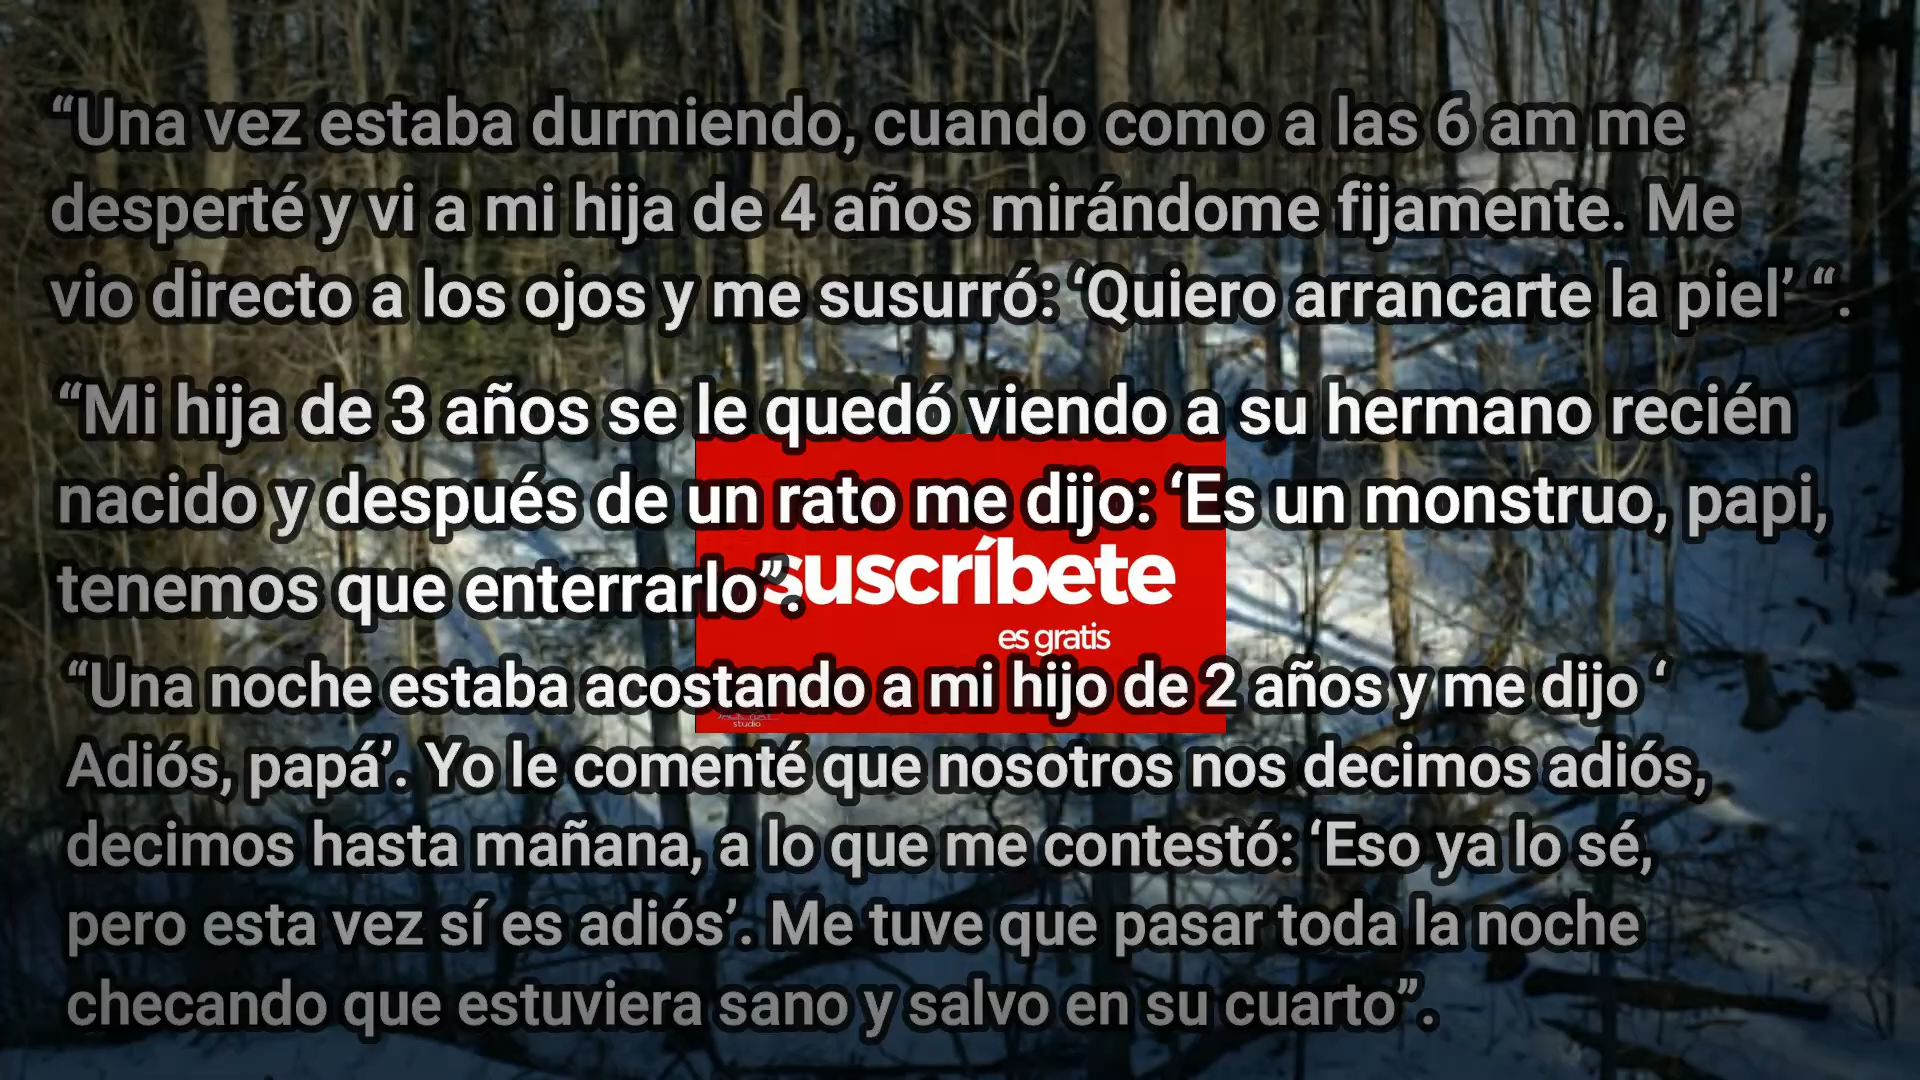 “Una vez estaba durmiendo, cuando como a las 6 am me
desperté y vi a mi hija de 4 años mirándome fijamente. Me
vio directo a los ojos y me susurró: ‘Quiero arrancarte la piel’ “.
“Mi hija de 3 años se le quedó viendo a su hermano recién
nacido y después de un rato me dijo: ‘Es un monstruo, papi,
tenemos que enterrarlo”.
suscríbete
es gratis
“Una noche estaba acostando a mi hijo de 2 años y me dijo ‘
studio
Adiós, papá’. Yo le comenté que nosotros nos decimos adiós,
decimos hasta mañana, a lo que me contestó: ‘Eso ya lo sé,
pero esta vez sí es adiós’. Me tuve que pasar toda la noche
checando que estuviera sano y salvo en su cuarto”.